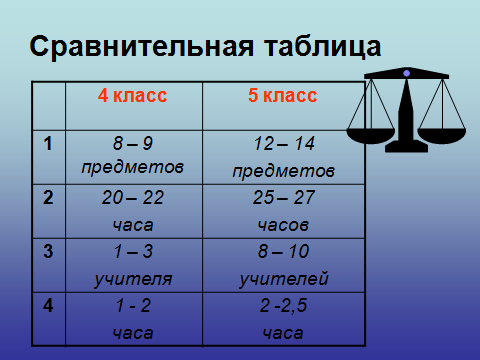 Сравнительная таблица
4 класс 5 класс
1 8 – 9 12 – 14
предметов предметов
2 20 – 22 25 – 27
часа часов
3 1 – 3 8 – 10
учителя учителей
4 1 - 2 2 -2,5
часа часа